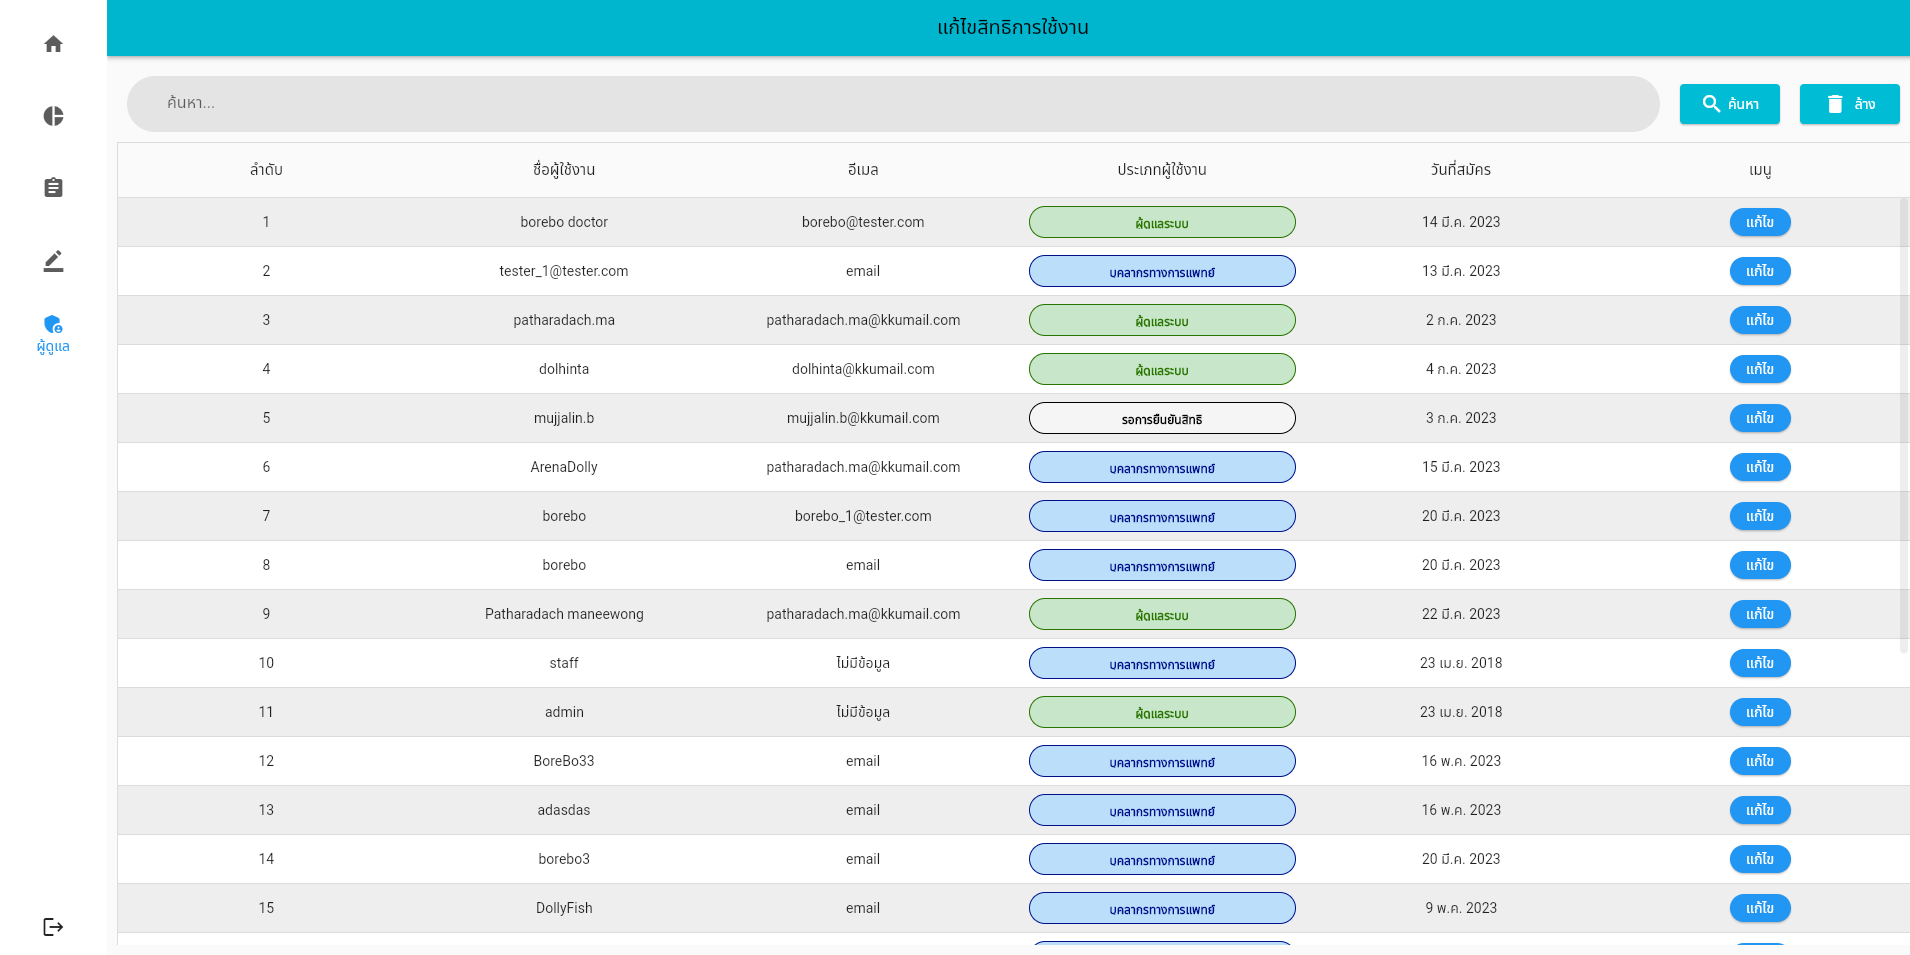 แก้ไขสิทธิการใช้งาน
ค้นหา... ค้นหา ล้าง
ผู้ดูแล
ลำดับ ชื่อผู้ใช้งาน อีเมล ประเภทผู้ใช้งาน วันที่สมัคร เมนู
1 borebo doctor borebo@tester.com ผู้ดูแลระบบ 14 มี.ค. 2023 แก้ไข
2 tester_1@tester.com email บุคลากรทางการแพทย์ 13 มี.ค. 2023 แก้ไข
3 patharadach.ma patharadach.ma@kkumail.com ผู้ดูแลระบบ 2 ก.ค. 2023 แก้ไข
4 dolhinta dolhinta@kkumail.com ผู้ดูแลระบบ 4 ก.ค. 2023 แก้ไข
5 mujjalin.b mujjalin.b@kkumail.com รอการยืนยันสิทธิ 3 ก.ค. 2023 แก้ไข
6 ArenaDolly patharadach.ma@kkumail.com บุคลากรทางการแพทย์ 15 มี.ค. 2023 แก้ไข
7 borebo borebo_1@tester.com บุคลากรทางการแพทย์ 20 มี.ค. 2023 แก้ไข
8 borebo email บุคลากรทางการแพทย์ 20 มี.ค. 2023 แก้ไข
9 Patharadach maneewong patharadach.ma@kkumail.com ผู้ดูแลระบบ 22 มี.ค. 2023 แก้ไข
10 staff ไม่มีข้อมูล บุคลากรทางการแพทย์ 23 เม.ย. 2018 แก้ไข
11 admin ไม่มีข้อมูล ผู้ดูแลระบบ 23 เม.ย. 2018 แก้ไข
12 BoreBo33 email บุคลากรทางการแพทย์ 16 พ.ค. 2023 แก้ไข
13 adasdas email บุคลากรทางการแพทย์ 16 พ.ค. 2023 แก้ไข
14 borebo3 email บุคลากรทางการแพทย์ 20 มี.ค. 2023 แก้ไข
15 DollyFish email บุคลากรทางการแพทย์ 9 พ.ค. 2023 แก้ไข